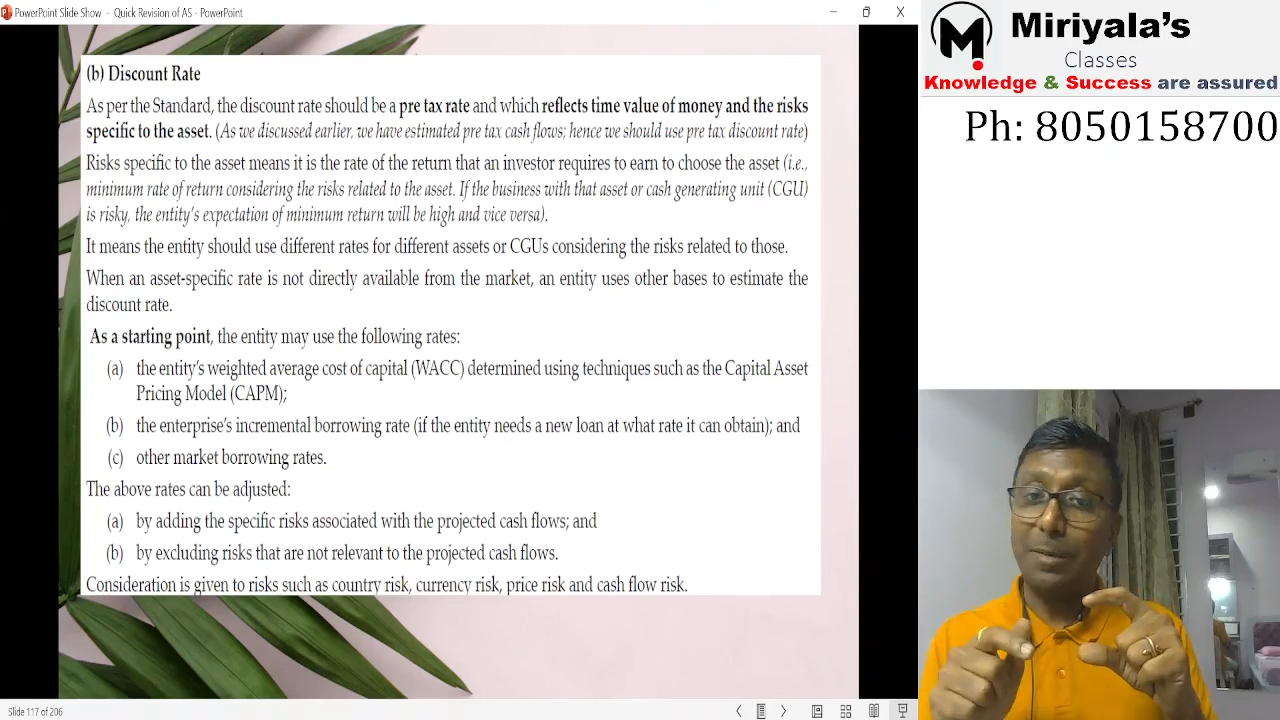 PowerPoint Slide Show - Quick Revision of AS - PowerPoint
(b) Discount Rate
As per the Standard, the discount rate should be a pre tax rate and which reflects time value of money and the risks
specific to the asset. (As we discussed earlier, we have estimated pre tax cash flows; hence we should use pre tax discount rate)
Risks specific to the asset means it is the rate of the return that an investor requires to earn to choose the asset (i.e.,
minimum rate of return considering the risks related to the asset. If the business with that asset or cash generating unit (CGU)
is risky, the entity's expectation of minimum return will be high and vice versa).
It means the entity should use different rates for different assets or CGUs considering the risks related to those.
When an asset-specific rate is not directly available from the market, an entity uses other bases to estimate the
discount rate.
As a starting point, the entity may use the following rates:
(a) the entity's weighted average cost of capital (WACC) determined using techniques such as the Capital Asset
Pricing Model (CAPM);
(b) the enterprise's incremental borrowing rate (if the entity needs a new loan at what rate it can obtain); and
(c) other market borrowing rates.
The above rates can be adjusted:
(a) by adding the specific risks associated with the projected cash flows; and
(b) by excluding risks that are not relevant to the projected cash flows.
Consideration is given to risks such as country risk, currency risk, price risk and cash flow risk.
Slide 117 of 206
M
Miriyala's
Classes
Knowledge & Success are assured
Ph: 8050158700